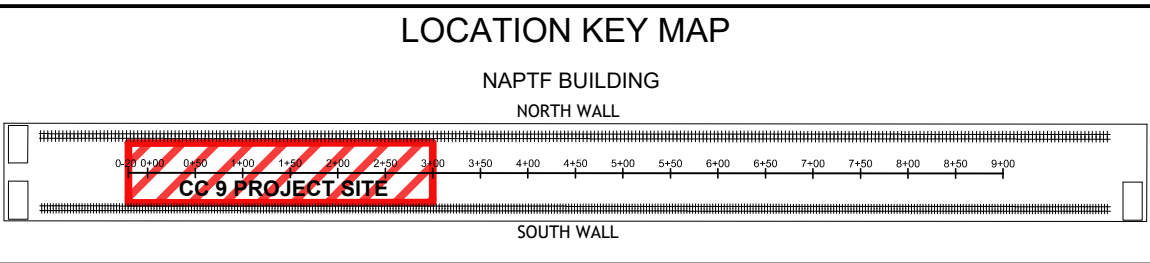 LOCATION KEY MAP
NAPTF BUILDING
NORTH WALL
0-20 0+00 0+50 1+00 1+50 2+00 2+50 3+00 3+50 4+00 4+50 5+00 5+50 6+00 6+50 7+00 7+50 8+00 8+50 9+00
CC 9 PROJECT SITE
SOUTH WALL